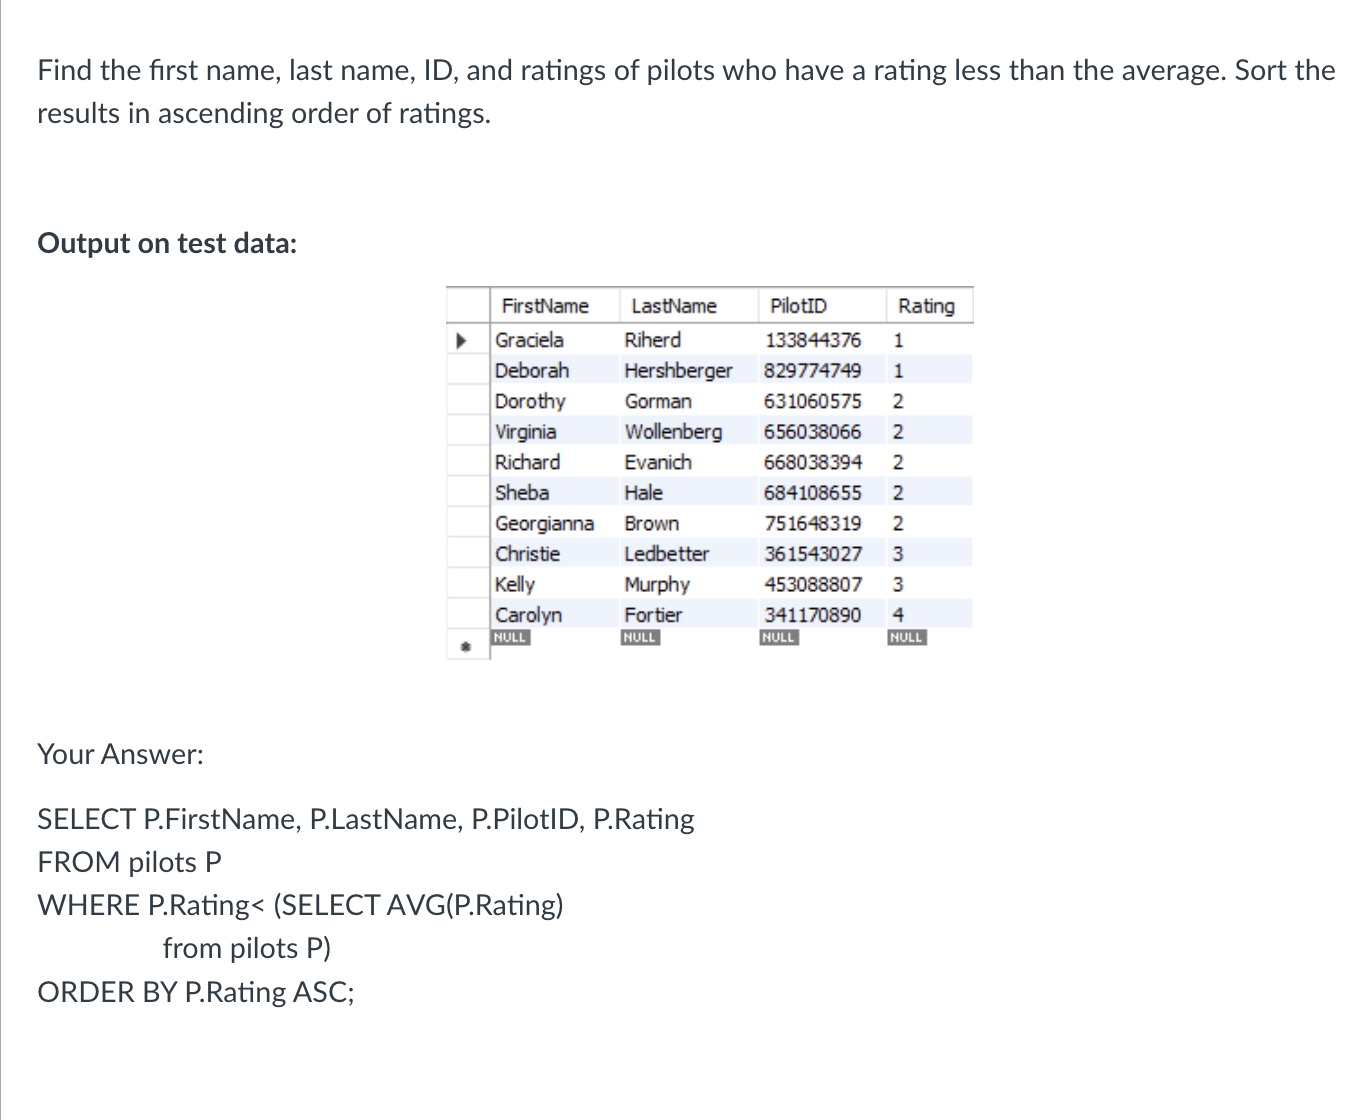 Find the first name, last name, ID, and ratings of pilots who have a rating less than the average. Sort the
results in ascending order of ratings.
Output on test data:
FirstName LastName PilotID Rating
Graciela Riherd 133844376 1
Deborah Hershberger 829774749 1
Dorothy Gorman 631060575 2
Virginia Wollenberg 656038066 2
Richard Evanich 668038394 2
Sheba Hale 684108655 2
Georgianna Brown 751648319 2
Christie Ledbetter 361543027 3
Kelly Murphy 453088807 3
Carolyn Fortier 341170890 4
NULL NULL NULL NULL
Your Answer:
SELECT P.FirstName, P.LastName, P.PilotID, P.Rating
FROM pilots P
WHERE P.Rating< (SELECT AVG(P.Rating)
from pilots P)
ORDER BY P.Rating ASC;